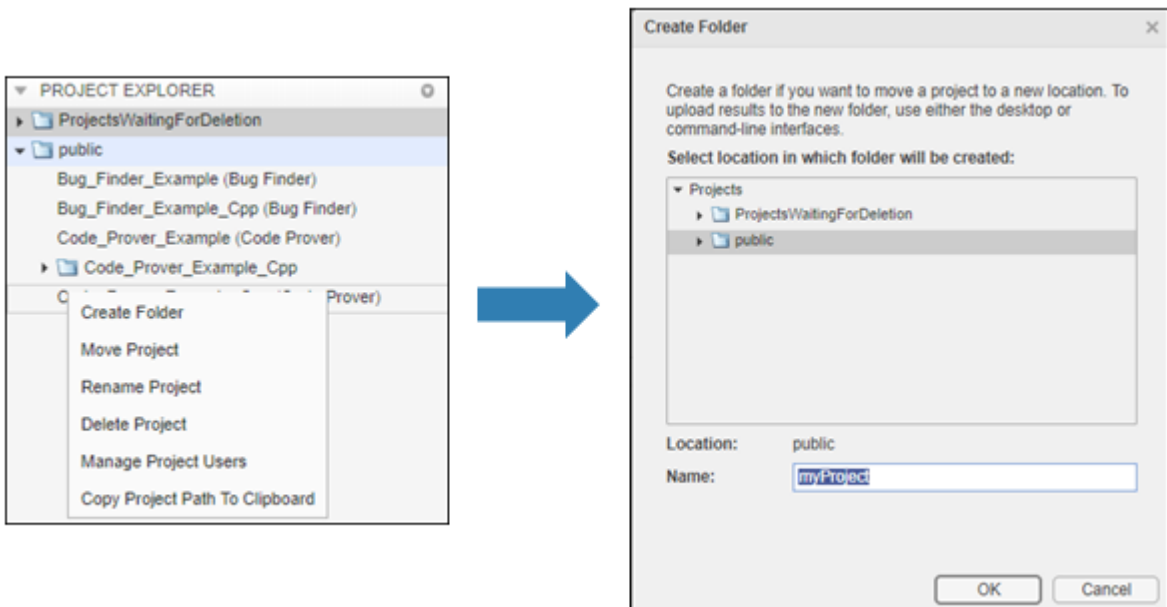 PROJECT EXPLORER
ProjectsWaitingForDeletion
public
Bug_Finder_Example (Bug Finder)
Bug_Finder_Example_Cpp (Bug Finder)
Code_Prover_Example (Code Prover)
Code_Prover_Example_Cpp
Prover)
Create Folder
Move Project
Rename Project
Delete Project
Manage Project Users
Copy Project Path To Clipboard
Create Folder
Create a folder if you want to move a project to a new location. To
upload results to the new folder, use either the desktop or
command-line interfaces.
Select location in which folder will be created:
Projects
ProjectsWaitingForDeletion
public
Location: public
Name: myProject
OK Cancel